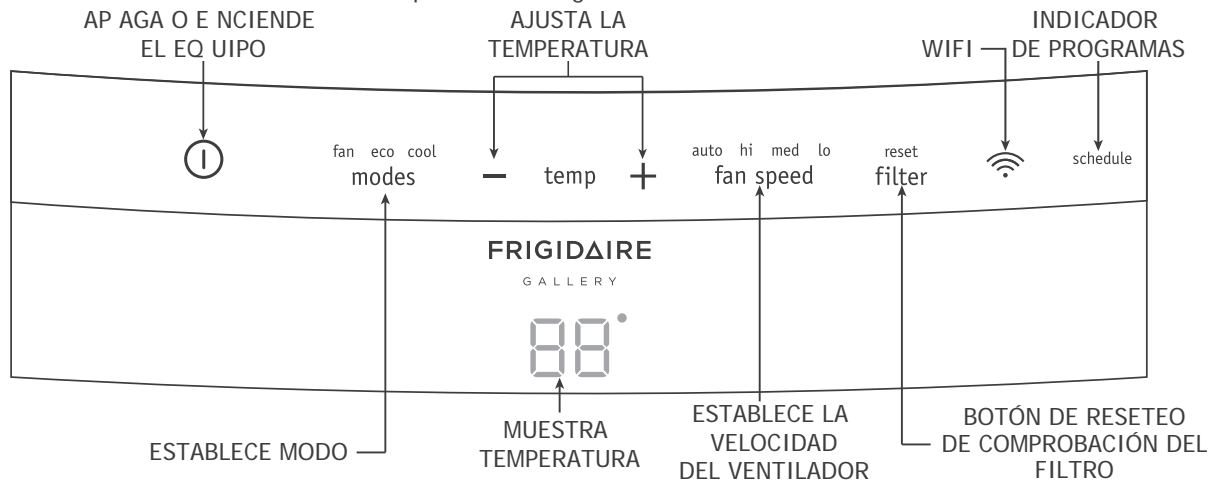 AP AGA O E NCIENDE
EL EQ UIPO
AJUSTA LA
TEMPERATURA
WIFI
INDICADOR
DE PROGRAMAS
fan eco cool
modes
temp
auto hi med lo
fan speed
reset
filter
schedule
FRIGIDAIRE
GALLERY
88°
ESTABLECE MODO
MUESTRA
TEMPERATURA
ESTABLECE LA
VELOCIDAD
DEL VENTILADOR
BOTÓN DE RESETEO
DE COMPROBACIÓN DEL
FILTRO